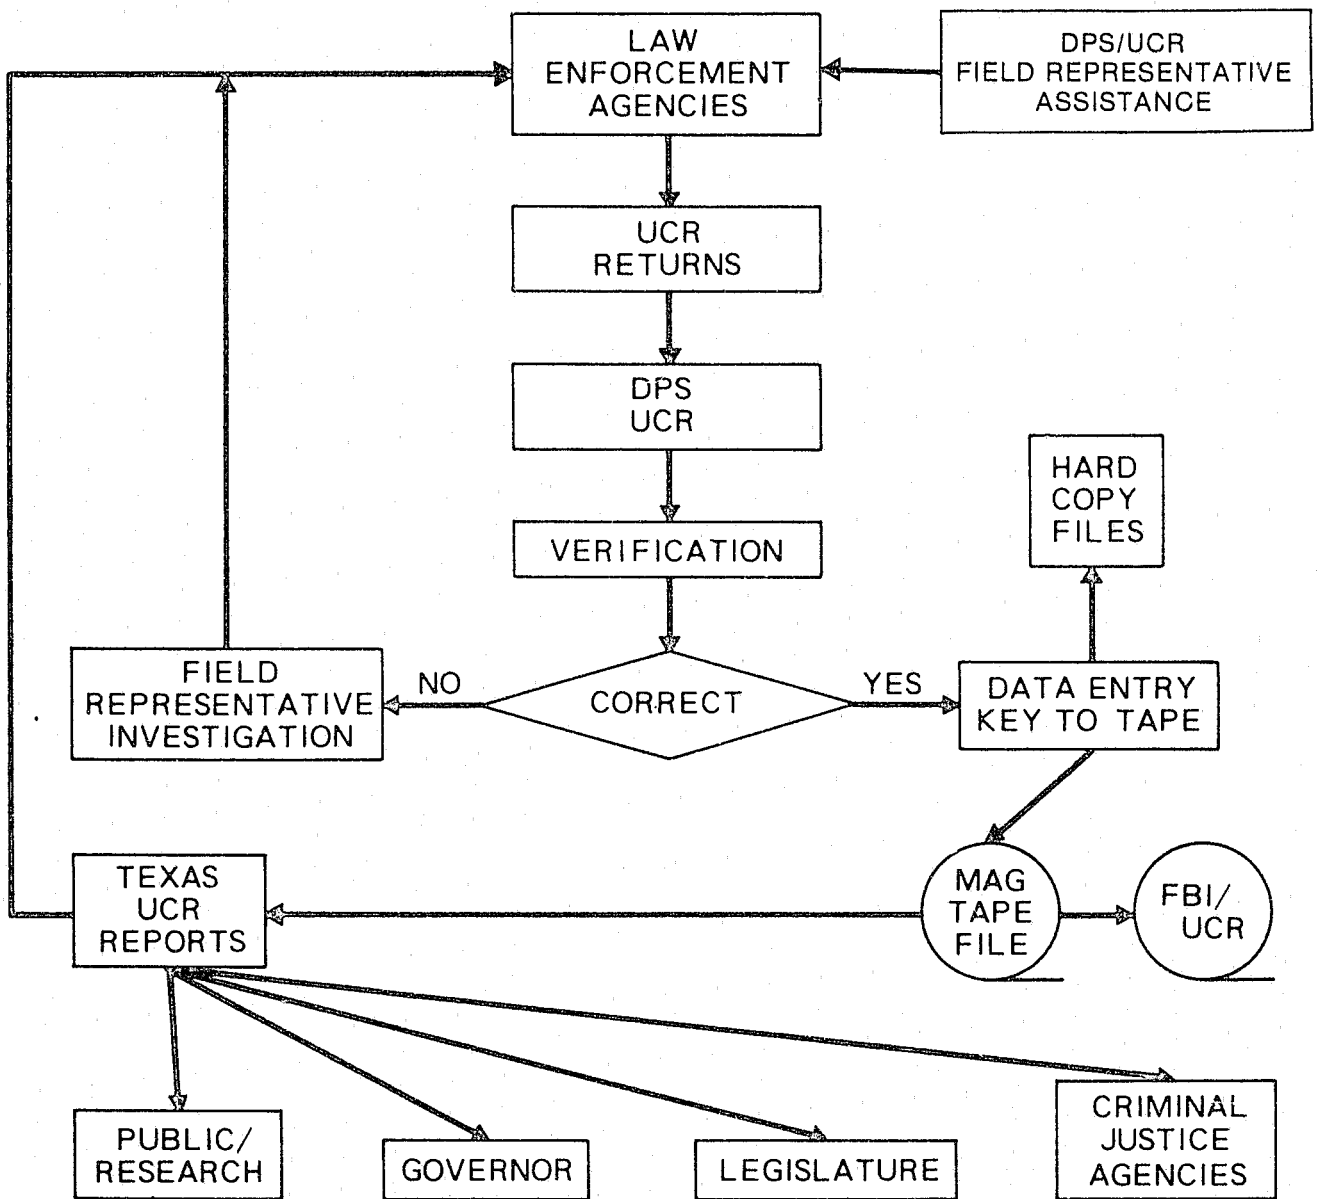 LAW
ENFORCEMENT
AGENCIES
DPS/UCR
FIELD REPRESENTATIVE
ASSISTANCE
UCR
RETURNS
DPS
UCR
HARD
COPY
FILES
VERIFICATION
FIELD
REPRESENTATIVE
INVESTIGATION
NO
CORRECT
YES
DATA ENTRY
KEY TO TAPE
TEXAS
UCR
REPORTS
MAG
TAPE
FILE
FBI/
UCR
PUBLIC/
RESEARCH
GOVERNOR
LEGISLATURE
CRIMINAL
JUSTICE
AGENCIES